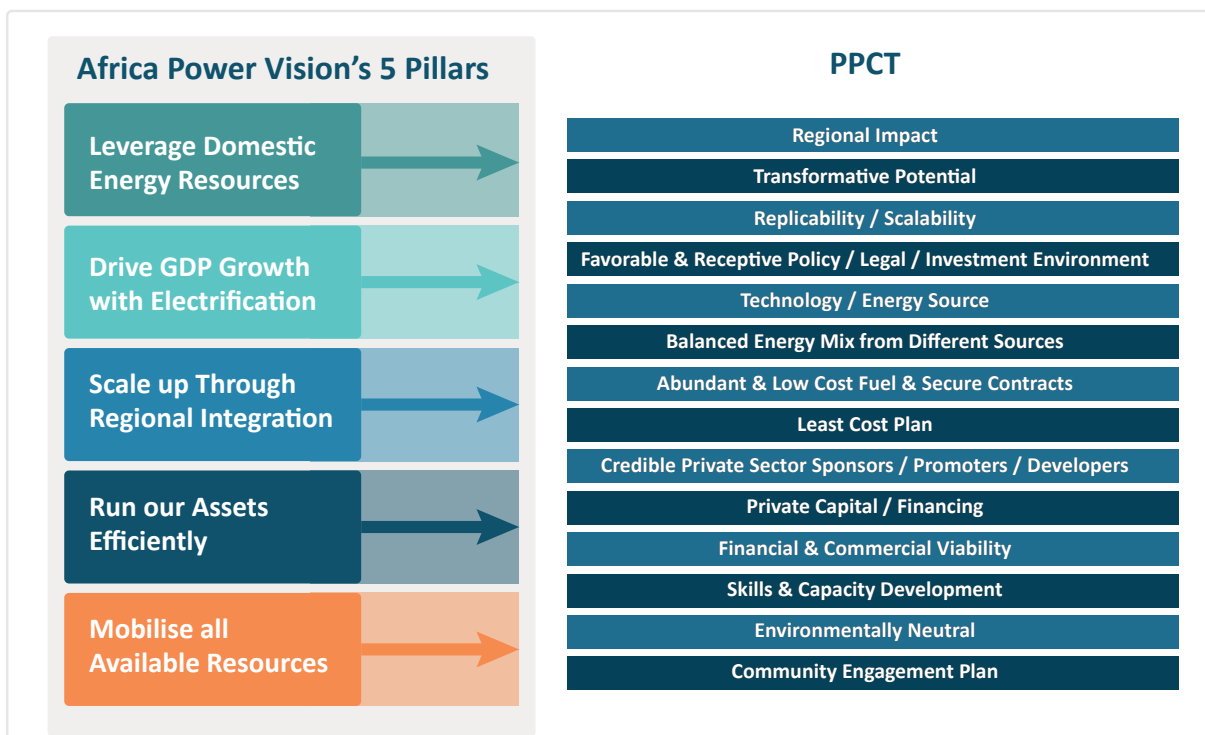 Africa Power Vision's 5 Pillars
Leverage Domestic
Energy Resources
Drive GDP Growth
with Electrification
Scale up Through
Regional Integration
Run our Assets
Efficiently
Mobilise all
Available Resources
PPCT
Regional Impact
Transformative Potential
Replicability / Scalability
Favorable & Receptive Policy / Legal / Investment Environment
Technology / Energy Source
Balanced Energy Mix from Different Sources
Abundant & Low Cost Fuel & Secure Contracts
Least Cost Plan
Credible Private Sector Sponsors / Promoters / Developers
Private Capital / Financing
Financial & Commercial Viability
Skills & Capacity Development
Environmentally Neutral
Community Engagement Plan